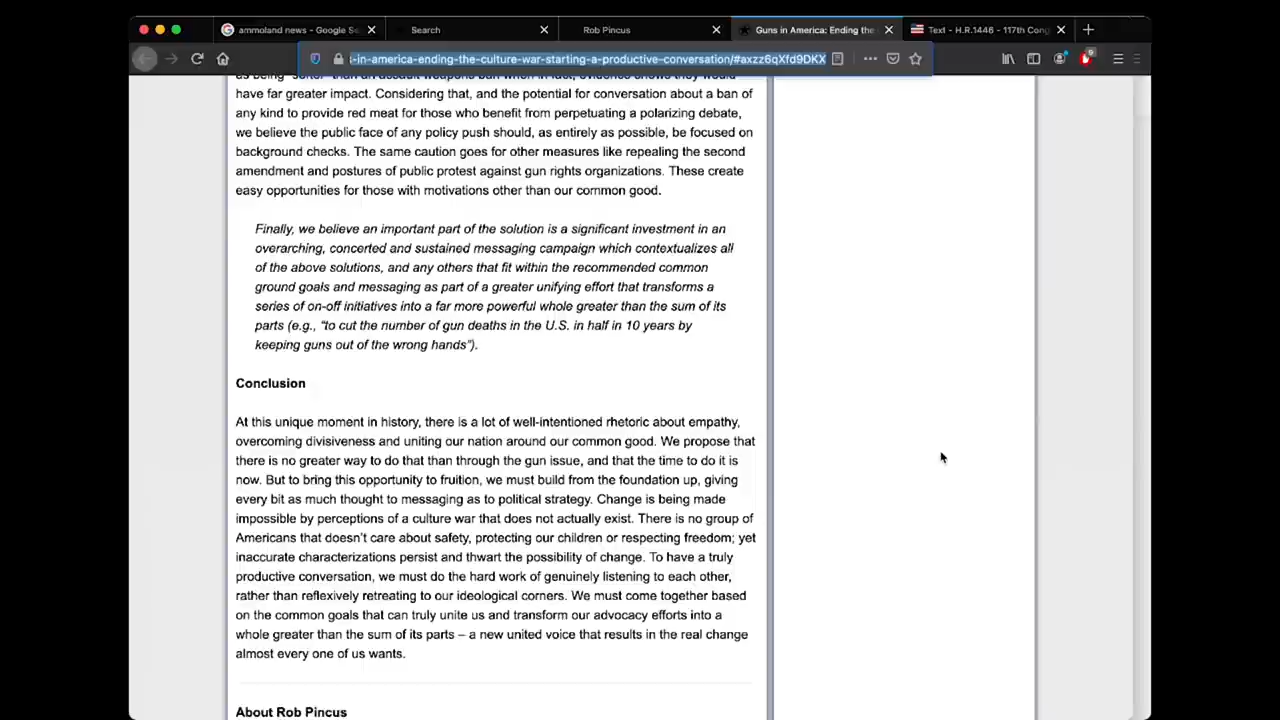 ammoland news - Google Se
Search
Rob Pincus
Guns in America: Ending the
Text - H.R.1446 - 117th Cong
s-in-america-ending-the-culture-war-starting-a-productive-conversation/#axzz6qXfd9DKX
than an assault weapons ban when in fact, evidence shows they would
have far greater impact. Considering that, and the potential for conversation about a ban of
any kind to provide red meat for those who benefit from perpetuating a polarizing debate,
we believe the public face of any policy push should, as entirely as possible, be focused on
background checks. The same caution goes for other measures like repealing the second
amendment and postures of public protest against gun rights organizations. These create
easy opportunities for those with motivations other than our common good.
Finally, we believe an important part of the solution is a significant investment in an
overarching, concerted and sustained messaging campaign which contextualizes all
of the above solutions, and any others that fit within the recommended common
ground goals and messaging as part of a greater unifying effort that transforms a
series of on-off initiatives into a far more powerful whole greater than the sum of its
parts (e.g., “to cut the number of gun deaths in the U.S. in half in 10 years by
keeping guns out of the wrong hands”).
Conclusion
At this unique moment in history, there is a lot of well-intentioned rhetoric about empathy,
overcoming divisiveness and uniting our nation around our common good. We propose that
there is no greater way to do that than through the gun issue, and that the time to do it is
now. But to bring this opportunity to fruition, we must build from the foundation up, giving
every bit as much thought to messaging as to political strategy. Change is being made
impossible by perceptions of a culture war that does not actually exist. There is no group of
Americans that doesn’t care about safety, protecting our children or respecting freedom; yet
inaccurate characterizations persist and thwart the possibility of change. To have a truly
productive conversation, we must do the hard work of genuinely listening to each other,
rather than reflexively retreating to our ideological corners. We must come together based
on the common goals that can truly unite us and transform our advocacy efforts into a
whole greater than the sum of its parts – a new united voice that results in the real change
almost every one of us wants.
About Rob Pincus